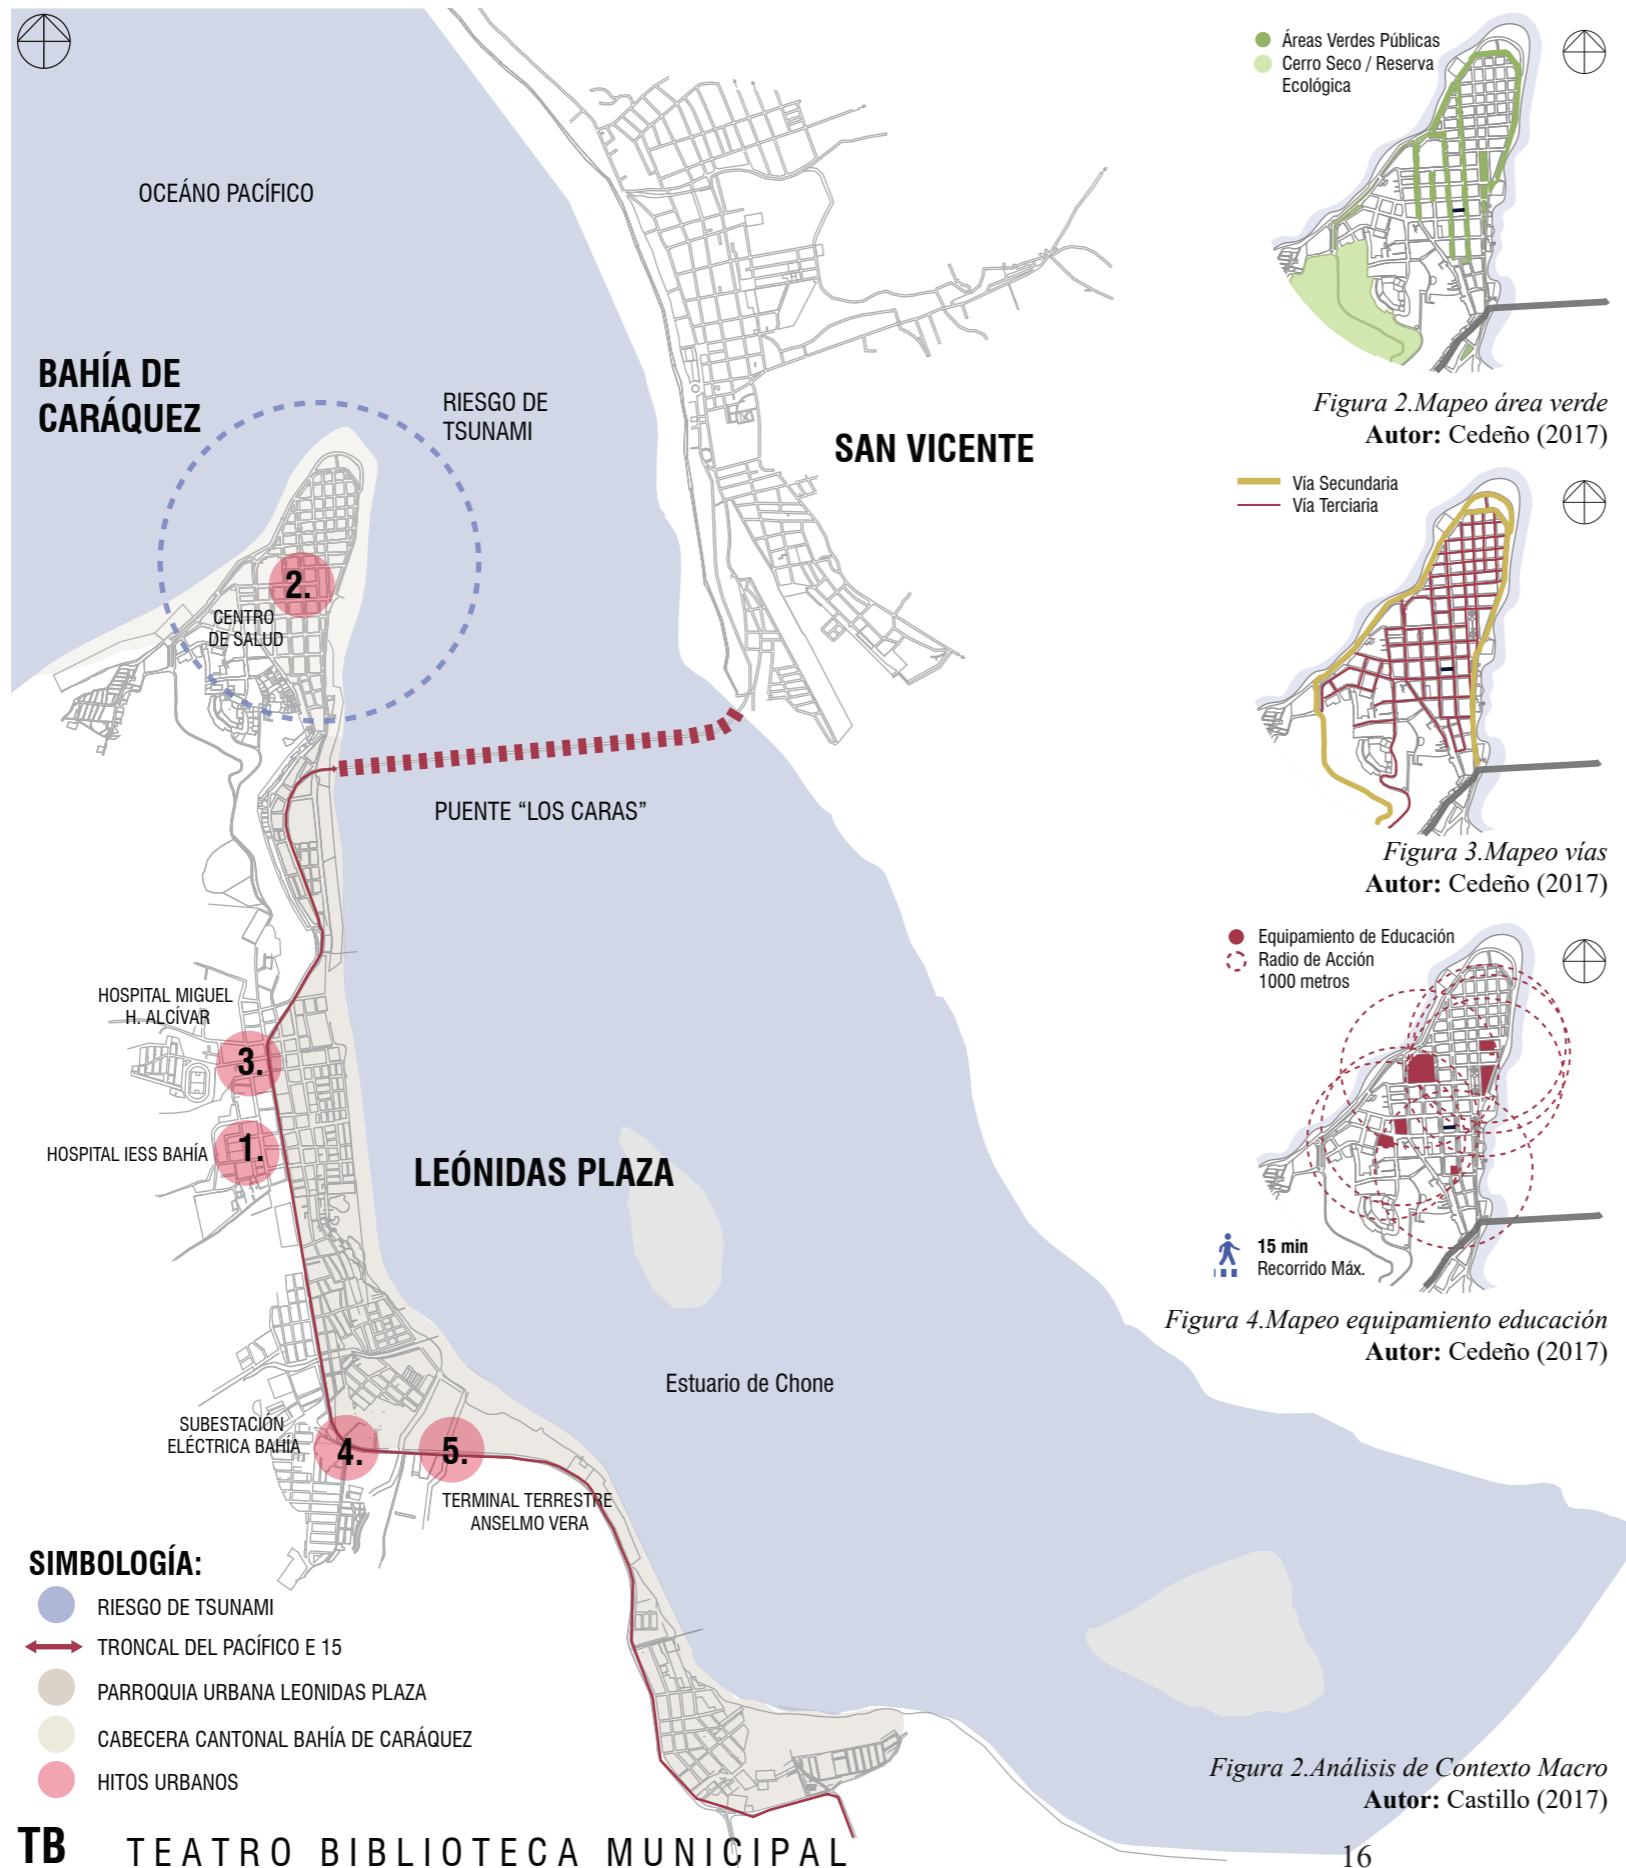 OCEÁNO PACÍFICO
BAHÍA DE
CARÁQUEZ
RIESGO DE
TSUNAMI
SAN VICENTE
2.
CENTRO
DE SALUD
PUENTE “LOS CARAS”
HOSPITAL MIGUEL
H. ALCÍVAR
3.
HOSPITAL IESS BAHÍA
1.
LEÓNIDAS PLAZA
Estuario de Chone
SUBESTACIÓN
ELÉCTRICA BAHÍA
4.
5.
TERMINAL TERRESTRE
ANSELMO VERA
SIMBOLOGÍA:
RIESGO DE TSUNAMI
TRONCAL DEL PACÍFICO E 15
PARROQUIA URBANA LEONIDAS PLAZA
CABECERA CANTONAL BAHÍA DE CARÁQUEZ
HITOS URBANOS
Áreas Verdes Públicas
Cerro Seco / Reserva
Ecológica
Figura 2.Mapeo área verde
Autor: Cedeño (2017)
Vía Secundaria
Vía Terciaria
Figura 3.Mapeo vías
Autor: Cedeño (2017)
Equipamiento de Educación
Radio de Acción
1000 metros
15 min
Recorrido Máx.
Figura 4.Mapeo equipamiento educación
Autor: Cedeño (2017)
Figura 2.Análisis de Contexto Macro
Autor: Castillo (2017)
TB TEATRO BIBLIOTECA MUNICIPAL
16